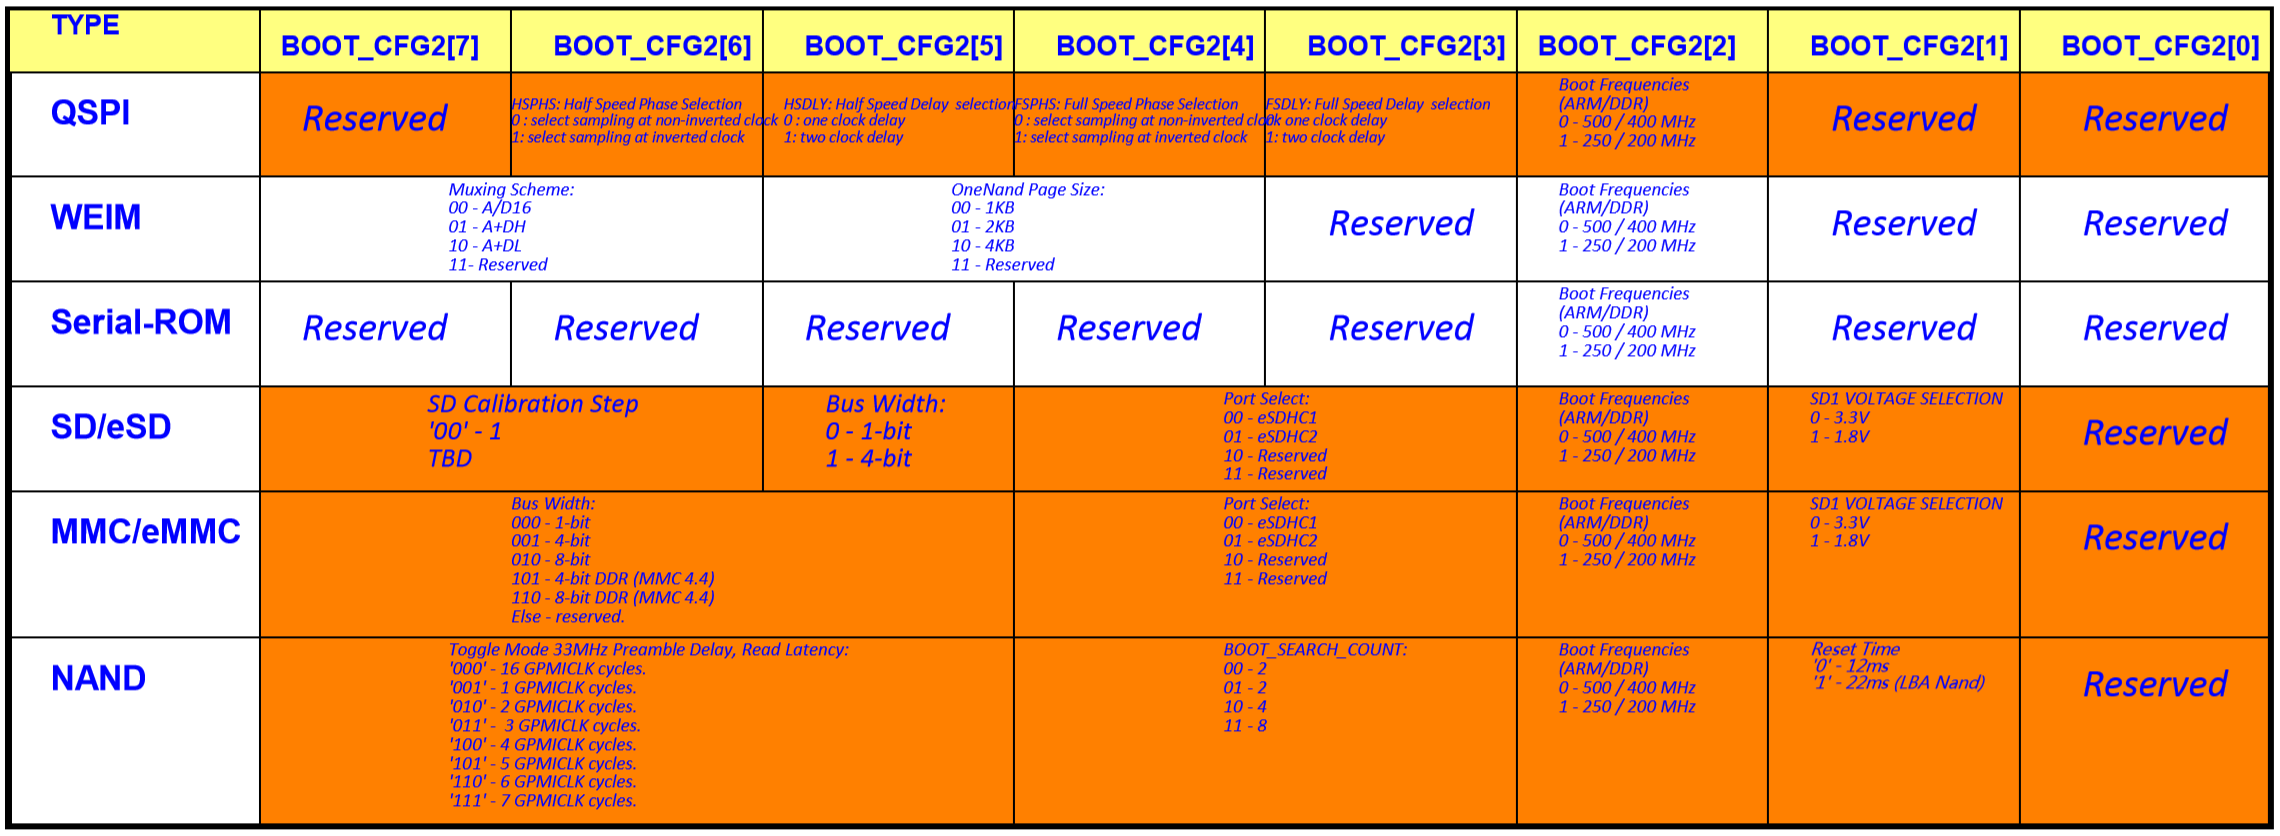 TYPE
BOOT_CFG2[7]
BOOT_CFG2[6]
BOOT_CFG2[5]
BOOT_CFG2[4]
BOOT_CFG2[3]
BOOT_CFG2[2]
BOOT_CFG2[1]
BOOT_CFG2[0]
QSPI
Reserved
HSPHS: Half Speed Phase Selection
0 : select sampling at non-inverted clock
1: select sampling at inverted clock
HSDLY: Half Speed Delay selection
0 : one clock delay
1: two clock delay
FSPHS: Full Speed Phase Selection
0 : select sampling at non-inverted clock
1: select sampling at inverted clock
FSDLY: Full Speed Delay selection
0: one clock delay
1: two clock delay
Boot Frequencies
(ARM/DDR)
0 - 500 / 400 MHz
1 - 250 / 200 MHz
Reserved
Reserved
WEIM
Muxing Scheme:
00 - A/D16
01 - A+DH
10 - A+DL
11- Reserved
OneNand Page Size:
00 - 1KB
01 - 2KB
10 - 4KB
11 - Reserved
Reserved
Boot Frequencies
(ARM/DDR)
0 - 500 / 400 MHz
1 - 250 / 200 MHz
Reserved
Reserved
Serial-ROM
Reserved
Reserved
Reserved
Reserved
Reserved
Boot Frequencies
(ARM/DDR)
0 - 500 / 400 MHz
1 - 250 / 200 MHz
Reserved
Reserved
SD/eSD
SD Calibration Step
'00' - 1
TBD
Bus Width:
0 - 1-bit
1 - 4-bit
Port Select:
00 - eSDHC1
01 - eSDHC2
10 - Reserved
11 - Reserved
Boot Frequencies
(ARM/DDR)
0 - 500 / 400 MHz
1 - 250 / 200 MHz
SD1 VOLTAGE SELECTION
0 - 3.3V
1 - 1.8V
Reserved
MMC/eMMC
Bus Width:
000 - 1-bit
001 - 4-bit
010 - 8-bit
101 - 4-bit DDR (MMC 4.4)
110 - 8-bit DDR (MMC 4.4)
Else - reserved.
Port Select:
00 - eSDHC1
01 - eSDHC2
10 - Reserved
11 - Reserved
Boot Frequencies
(ARM/DDR)
0 - 500 / 400 MHz
1 - 250 / 200 MHz
SD1 VOLTAGE SELECTION
0 - 3.3V
1 - 1.8V
Reserved
NAND
Toggle Mode 33MHz Preamble Delay, Read Latency:
'000' - 16 GPMICLK cycles.
'001' - 1 GPMICLK cycles.
'010' - 2 GPMICLK cycles.
'011' - 3 GPMICLK cycles.
'100' - 4 GPMICLK cycles.
'101' - 5 GPMICLK cycles.
'110' - 6 GPMICLK cycles.
'111' - 7 GPMICLK cycles.
BOOT_SEARCH_COUNT:
00 - 2
01 - 2
10 - 4
11 - 8
Boot Frequencies
(ARM/DDR)
0 - 500 / 400 MHz
1 - 250 / 200 MHz
Reset Time
'0' - 12ms
'1' - 22ms (LBA Nand)
Reserved